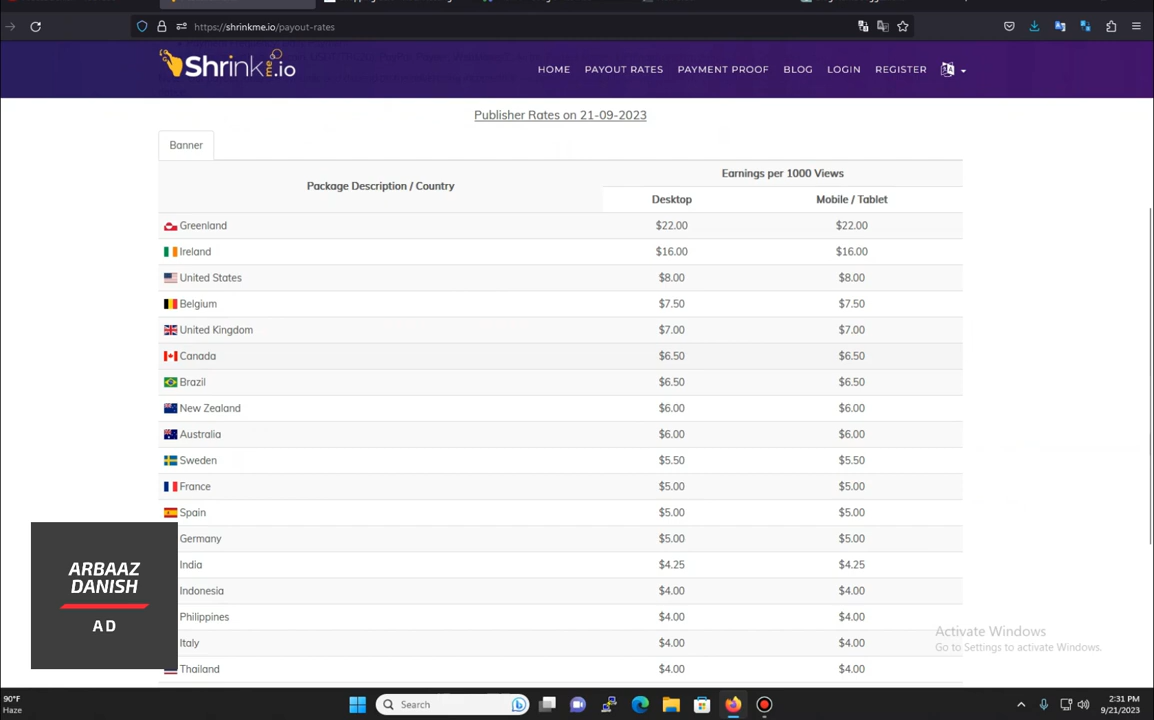 https://shrinkme.io/payout-rates
Shrinkme.io
HOME PAYOUT RATES PAYMENT PROOF BLOG LOGIN REGISTER
Publisher Rates on 21-09-2023
Banner
Package Description / Country
Earnings per 1000 Views
Desktop Mobile / Tablet
Greenland $22.00 $22.00
Ireland $16.00 $16.00
United States $8.00 $8.00
Belgium $7.50 $7.50
United Kingdom $7.00 $7.00
Canada $6.50 $6.50
Brazil $6.50 $6.50
New Zealand $6.00 $6.00
Australia $6.00 $6.00
Sweden $5.50 $5.50
France $5.00 $5.00
Spain $5.00 $5.00
Germany $5.00 $5.00
India $4.25 $4.25
Indonesia $4.00 $4.00
Philippines $4.00 $4.00
Italy $4.00 $4.00
Thailand $4.00 $4.00
ARBAAZ
DANISH
AD
Activate Windows
Go to Settings to activate Windows.
90°F
Haze
Search
2:31 PM
9/21/2023